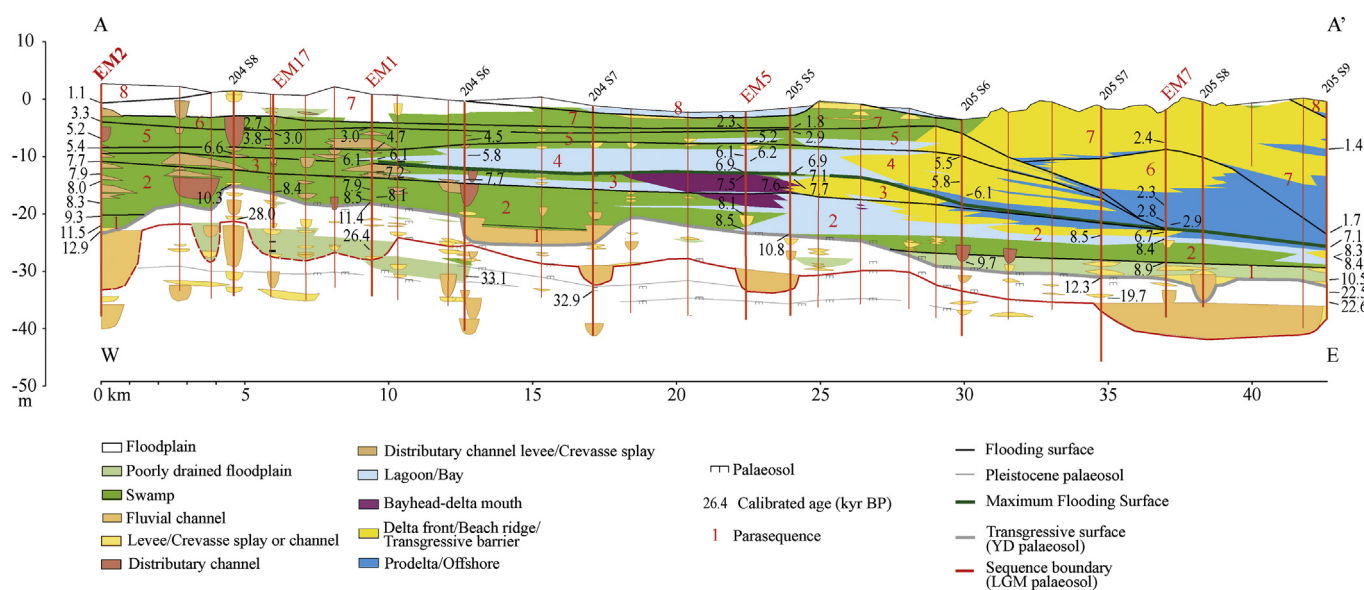 A
A'
10
0
-10
-20
-30
-40
-50
m
EM2
204 S8
EM17
EM1
204 S6
204 S7
EM5
205 S5
205 S6
205 S7
EM7
205 S8
205 S9
1.1
3.3
5.2
5.4
7.7
7.9
8.0
8.3
9.3
11.5
12.9
8
6
5
3
2
1
2.7
3.8
3.0
6.6
10.3
8.4
28.0
7
3.0
4.7
6.1
6.1
7.2
7.9
8.5
8.1
11.4
26.4
4.5
5.8
7.7
33.1
32.9
7
5
4
3
2
1
8
2.3
5.2
6.1
6.2
6.9
7.5
7.6
8.1
8.5
10.8
1.8
2.9
6.9
7.1
7.7
7
5
4
3
2
5.5
5.8
6.1
9.7
2
8.5
12.3
19.7
7
2.4
6
2.3
2.8
2.9
6.7
8.4
8.9
2
1
7
8
1.4
1.7
7.1
8.3
8.4
10.5
22.3
22.6
W
E
0 km
5
10
15
20
25
30
35
40
Floodplain
Poorly drained floodplain
Swamp
Fluvial channel
Levee/Crevasse splay or channel
Distributary channel
Distributary channel levee/Crevasse splay
Lagoon/Bay
Bayhead-delta mouth
Delta front/Beach ridge/
Transgressive barrier
Prodelta/Offshore
Palaeosol
26.4 Calibrated age (kyr BP)
1 Parasequence
Flooding surface
Pleistocene palaeosol
Maximum Flooding Surface
Transgressive surface
(YD palaeosol)
Sequence boundary
(LGM palaeosol)